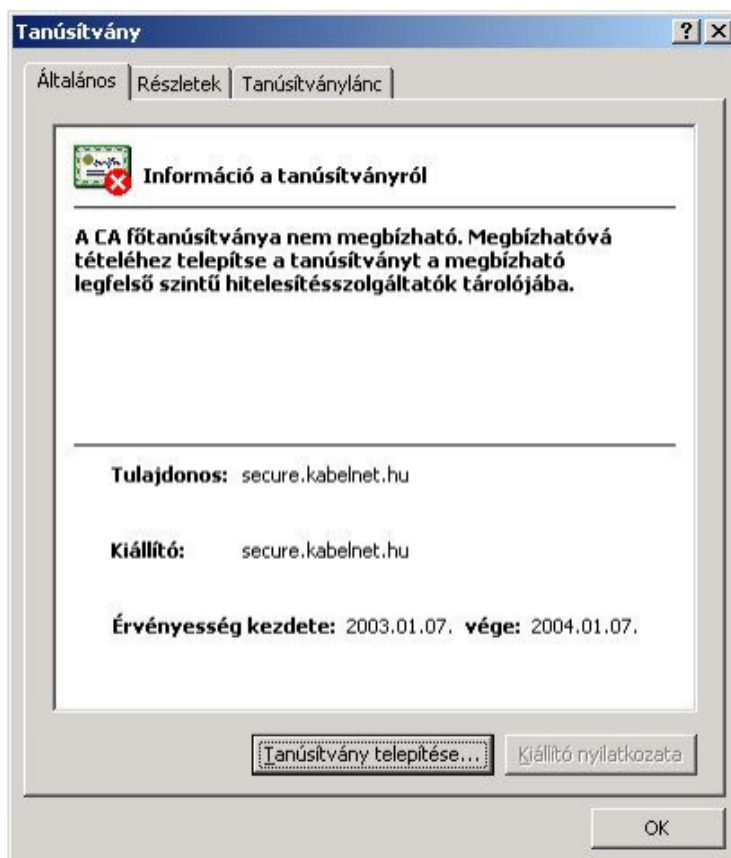 Tanúsítvány
Általános Részletek Tanúsítványlánc
Információ a tanúsítványról
A CA főtanúsítványa nem megbízható. Megbízhatóvá
tételéhez telepítse a tanúsítványt a megbízható
legfelső szintű hitelesítésszolgáltatók tárolójába.
Tulajdonos: secure.kabelnet.hu
Kiállító: secure.kabelnet.hu
Érvényesség kezdete: 2003.01.07. vége: 2004.01.07.
Tanúsítvány telepítése... Kiállító nyilatkozata
OK